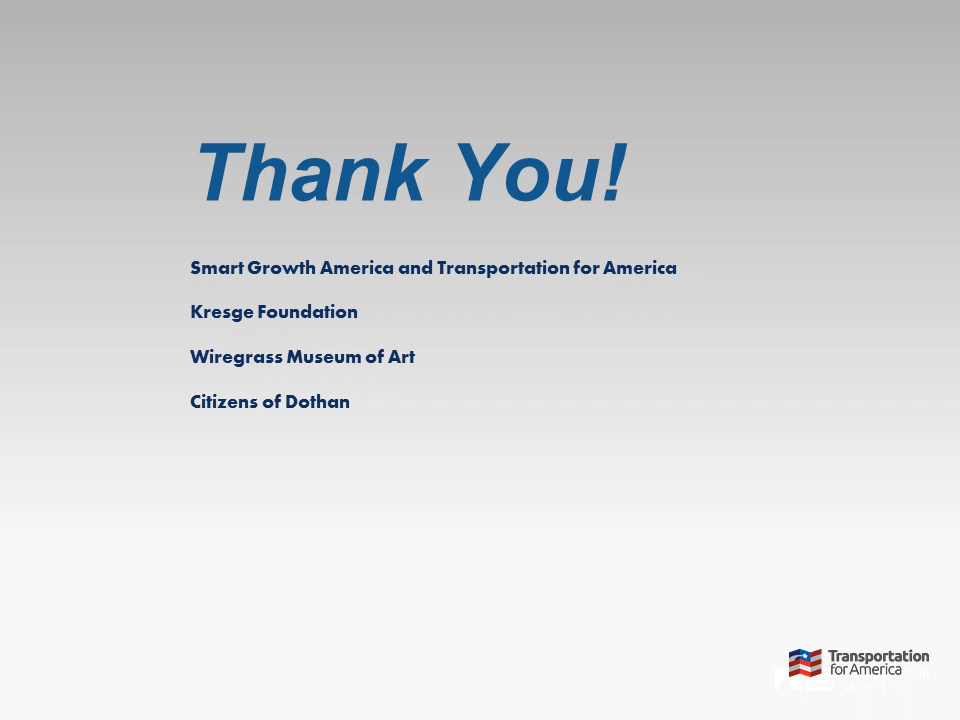 Thank You!
Smart Growth America and Transportation for America
Kresge Foundation
Wiregrass Museum of Art
Citizens of Dothan
Transportation
for America